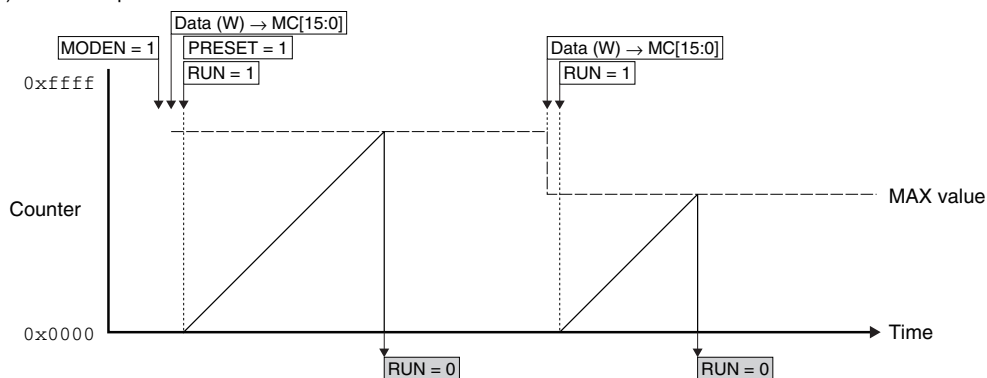 Data (W) → MC[15:0]
MODEN = 1
PRESET = 1
Data (W) → MC[15:0]
RUN = 1
RUN = 1
0xffff
Counter
MAX value
0x0000
Time
RUN = 0
RUN = 0